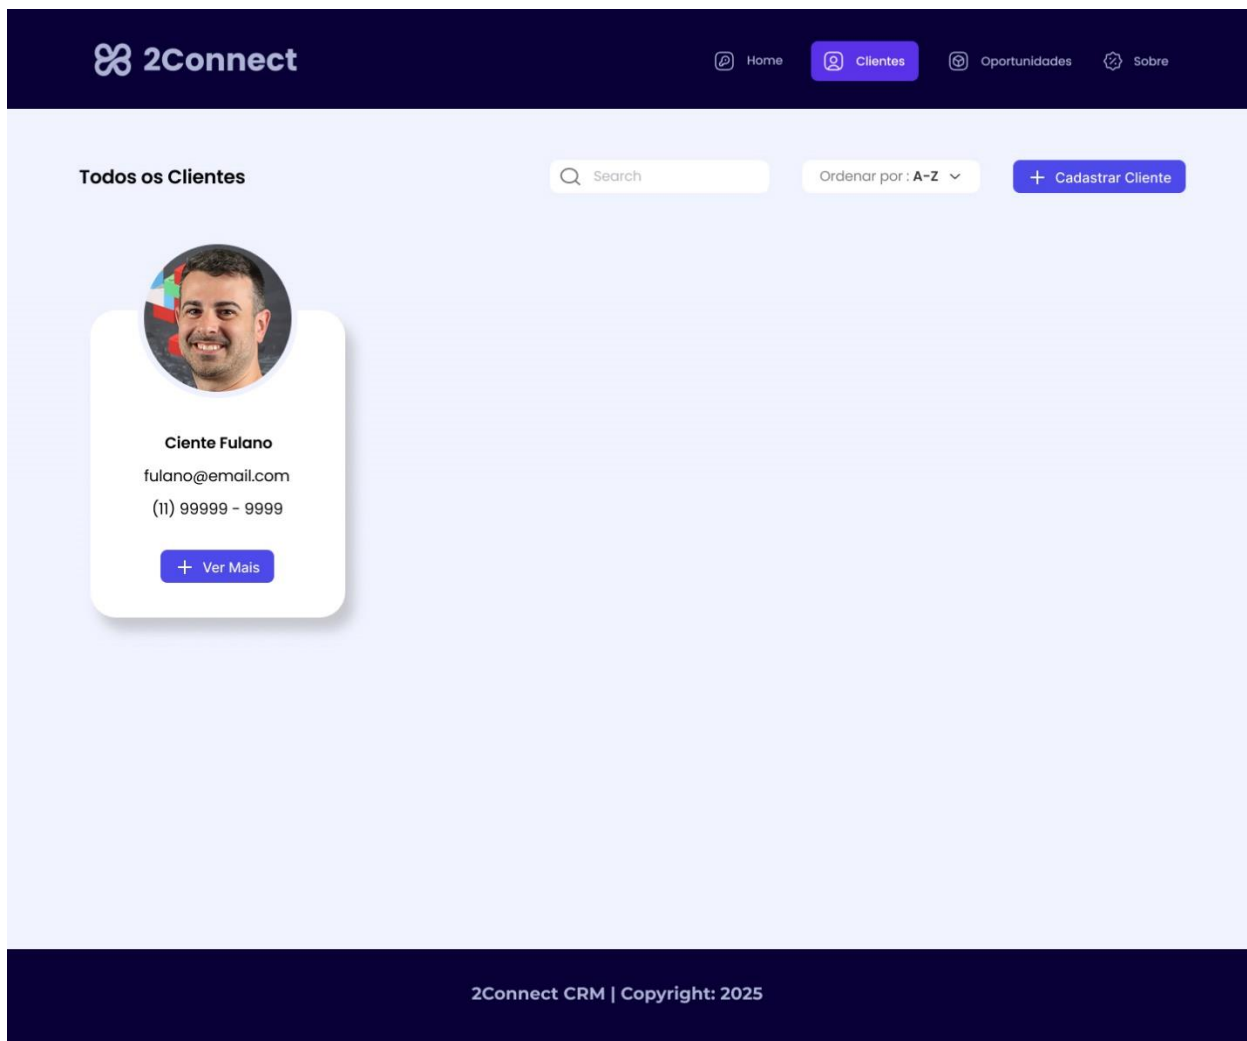 2Connect
Home
Clientes
Oportunidades
Sobre
Todos os Clientes
Search
Ordenar por : A-Z
+ Cadastrar Cliente
Ciente Fulano
fulano@email.com
(11) 99999 - 9999
+ Ver Mais
2Connect CRM | Copyright: 2025